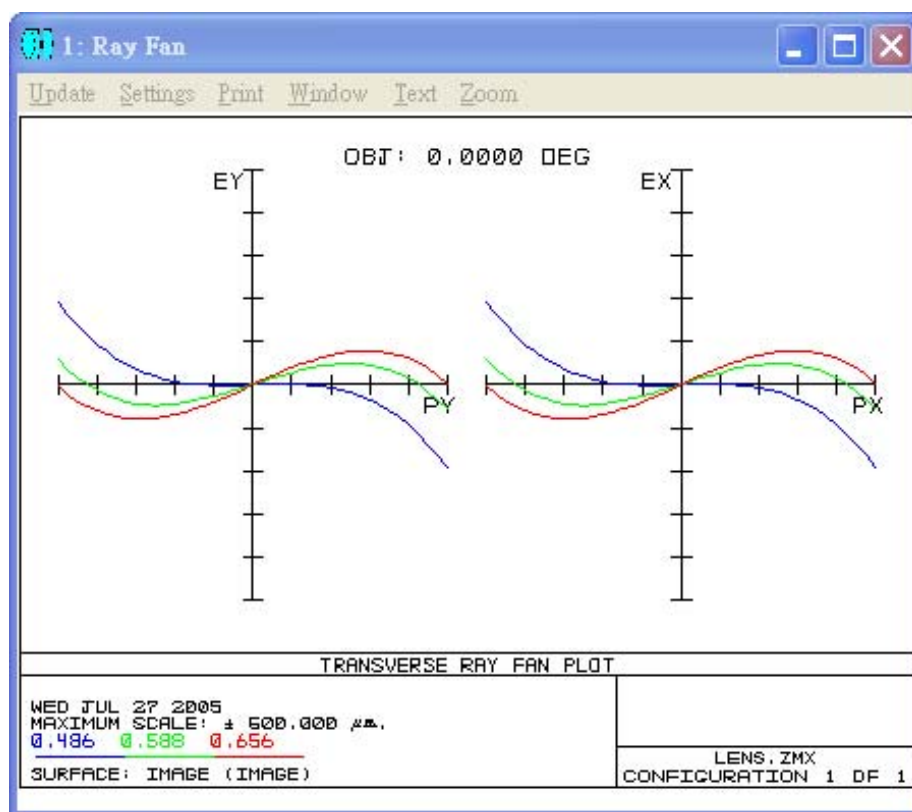 1: Ray Fan
Update Settings Print Window Text Zoom
OBJ: 0.0000 DEG
EY
EX
PY
PX
TRANSVERSE RAY FAN PLOT
WED JUL 27 2005
MAXIMUM SCALE: ± µm.
0.486 0.588 0.656
SURFACE: IMAGE (IMAGE)
LENS.ZMX
CONFIGURATION 1 OF 1